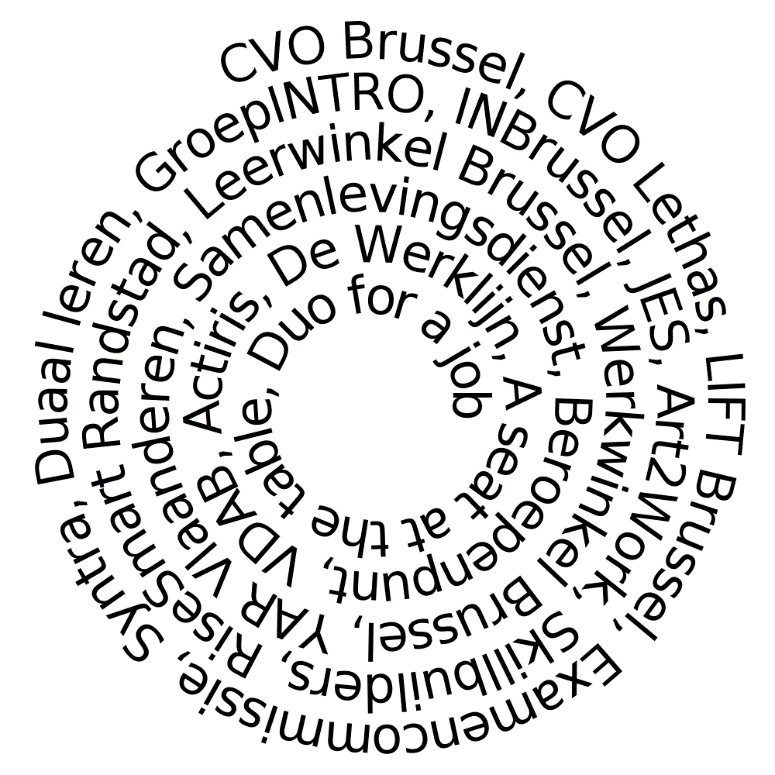 CVO Brussel, CVO Lethas, LIFT Brussel, Examencommissie, Syntra, Duaal leren, GroepINTRO, INBrussel, JES, Art2Work, Skillbuilders, RiseSmart Randstad, Leerwinkel Brussel, Werkwinkel Brussel, YAR Vlaanderen, Samenlevingsdienst, Beroepenpunt, VDAB, Actiris, De Werklijn, A seat at the table, Duo for a job